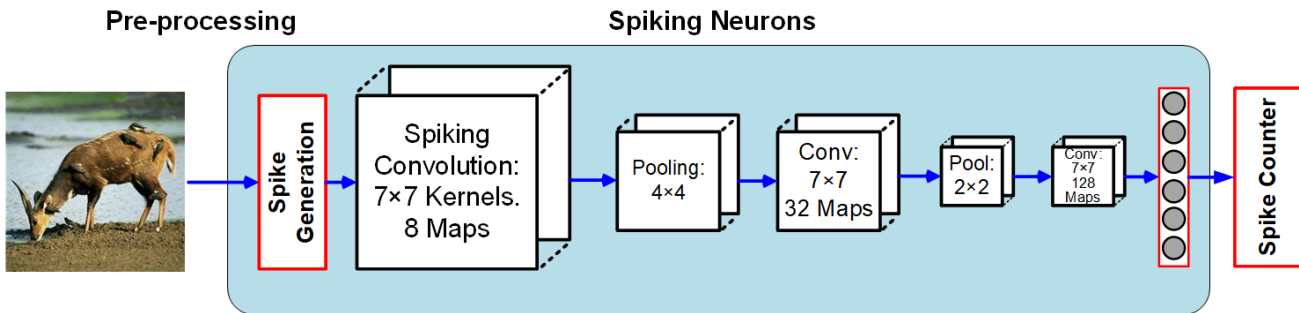 Pre-processing
Spiking Neurons
Spike
Generation
Spiking
Convolution:
7×7 Kernels.
8 Maps
Pooling:
4×4
Conv:
7×7
32 Maps
Pool:
2×2
Conv:
7×7
128
Maps
Spike Counter